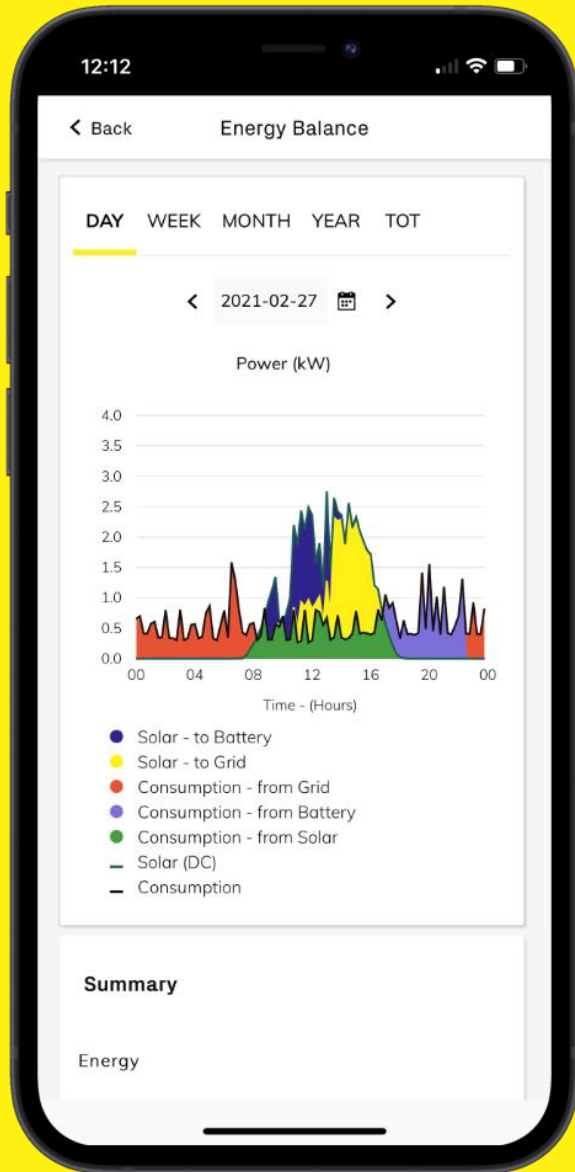 12:12
Back
Energy Balance
DAY WEEK MONTH YEAR TOT
2021-02-27
Power (kW)
4.0
3.5
3.0
2.5
2.0
1.5
1.0
0.5
0.0
00 04 08 12 16 20 00
Time - (Hours)
Solar - to Battery
Solar - to Grid
Consumption - from Grid
Consumption - from Battery
Consumption - from Solar
Solar (DC)
Consumption
Summary
Energy